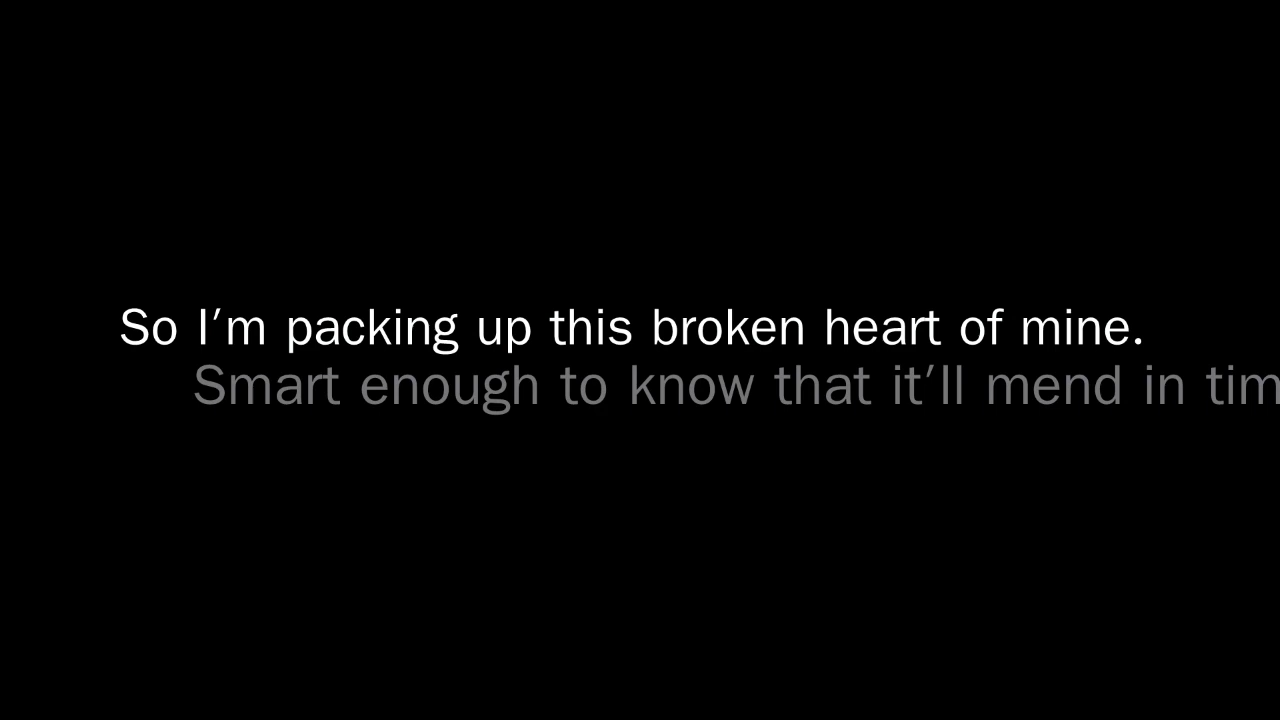 So I’m packing up this broken heart of mine.
Smart enough to know that it’ll mend in tim